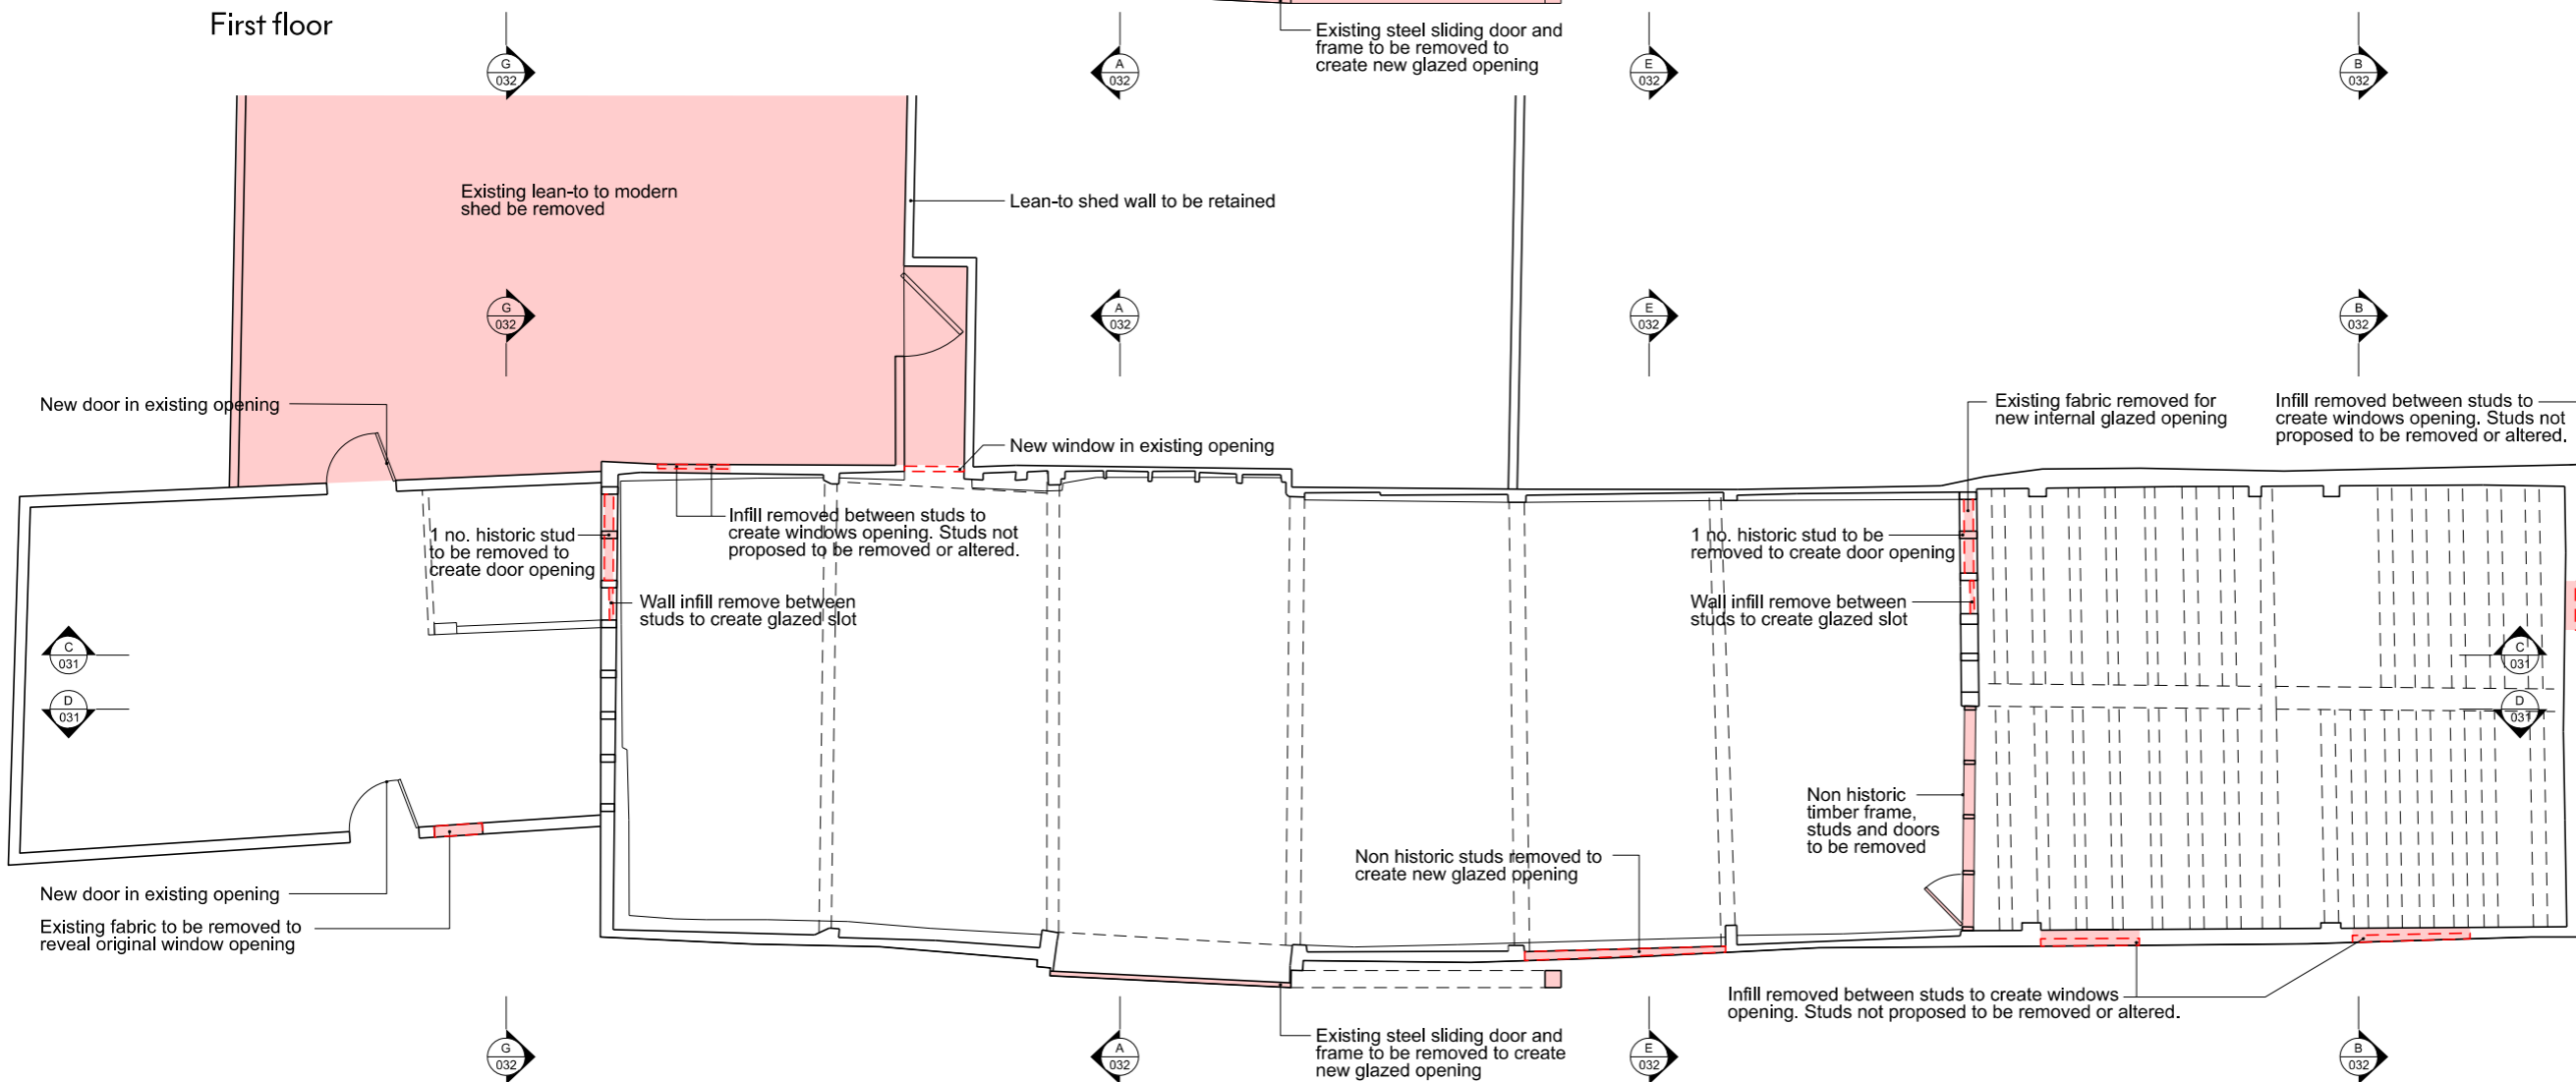 First floor
Existing steel sliding door and
frame to be removed to
create new glazed opening
G
032
A
032
E
032
B
032
Existing lean-to to modern
shed be removed
Lean-to shed wall to be retained
G
032
A
032
E
032
B
032
New door in existing opening
New window in existing opening
Existing fabric removed for
new internal glazed opening
Infill removed between studs to
create windows opening. Studs not
proposed to be removed or altered.
1 no. historic stud
to be removed to
create door opening
Infill removed between studs to
create windows opening. Studs not
proposed to be removed or altered.
1 no. historic stud to be
removed to create door opening
Wall infill remove between
studs to create glazed slot
Wall infill remove between
studs to create glazed slot
C
031
D
031
C
031
D
031
Non historic
timber frame,
studs and doors
to be removed
Non historic studs removed to
create new glazed opening
New door in existing opening
Existing fabric to be removed to
reveal original window opening
Infill removed between studs to create windows
opening. Studs not proposed to be removed or altered.
Existing steel sliding door and
frame to be removed to create
new glazed opening
G
032
A
032
E
032
B
032